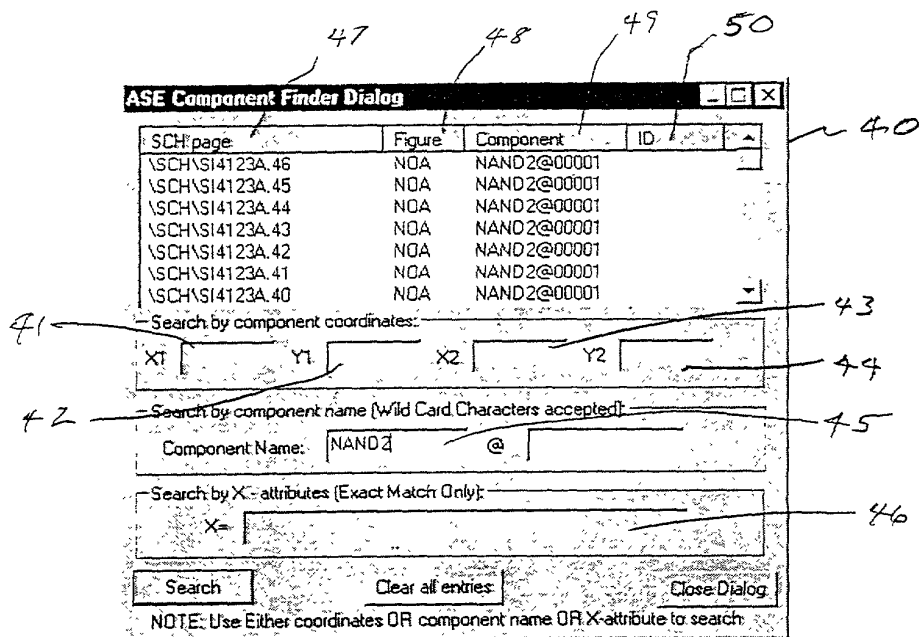 47 48 49 50
ASE Component Finder Dialog
40
SCH page Figure Component ID
\SCH\SI4123A.46 NOA NAND2@00001
\SCH\SI4123A.45 NOA NAND2@00001
\SCH\SI4123A.44 NOA NAND2@00001
\SCH\SI4123A.43 NOA NAND2@00001
\SCH\SI4123A.42 NOA NAND2@00001
\SCH\SI4123A.41 NOA NAND2@00001
\SCH\SI4123A.40 NOA NAND2@00001
43
41
Search by component coordinates:
X1 Y1 X2 Y2
44
42
Search by component name (Wild Card Characters accepted):
45
Component Name: NAND2 @
Search by X - attributes (Exact Match Only):
X=
46
Search Clear all entries Close Dialog
NOTE: Use Either coordinates OR component name OR X-attribute to search